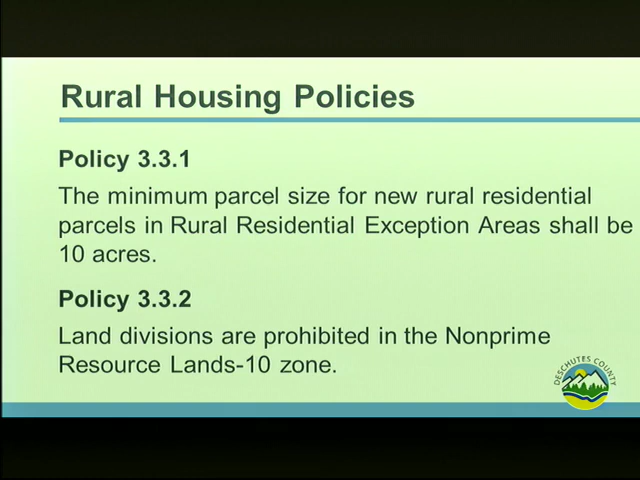 Rural Housing Policies
Policy 3.3.1
The minimum parcel size for new rural residential
parcels in Rural Residential Exception Areas shall be
10 acres.
Policy 3.3.2
Land divisions are prohibited in the Nonprime
Resource Lands-10 zone.
DESCHUTES COUNTY